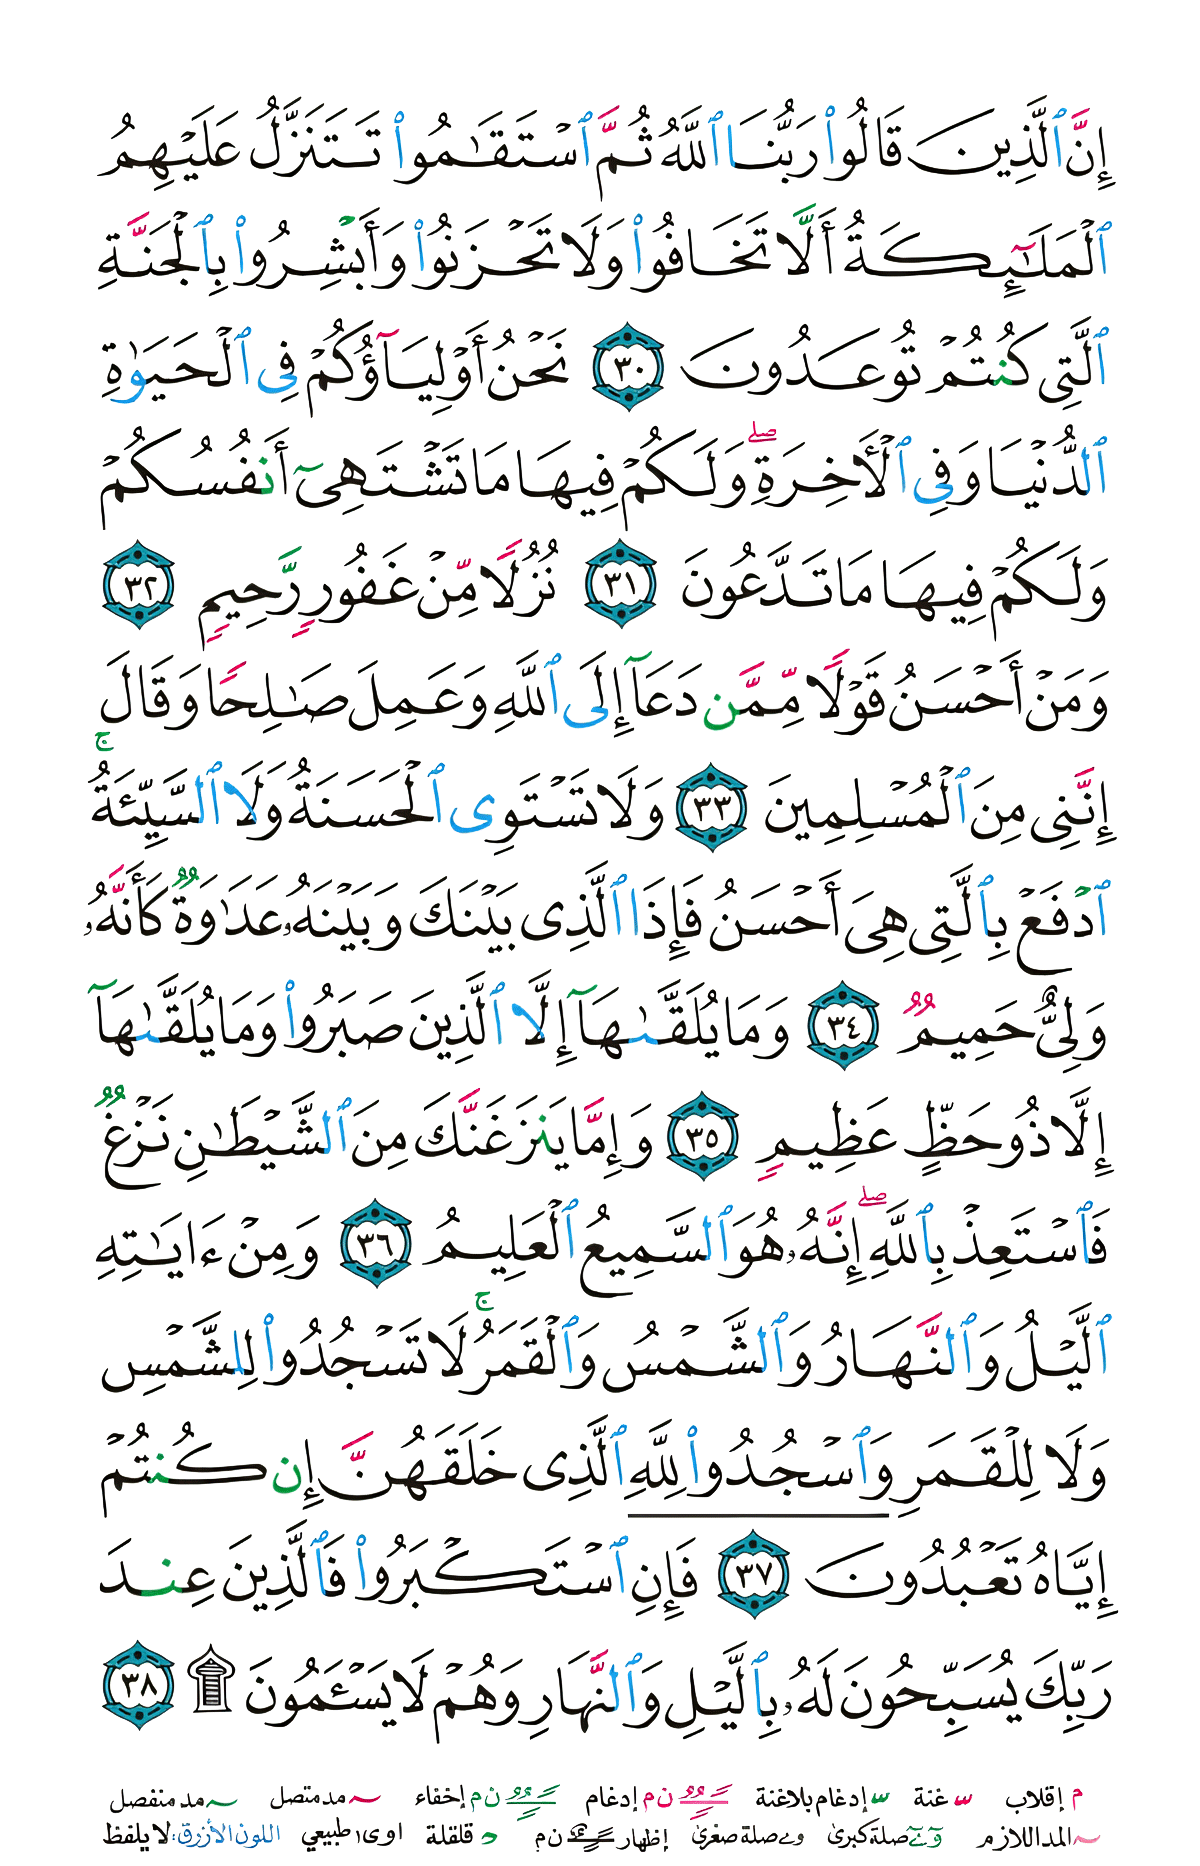 إِنَّ ٱلَّذِينَ قَالُوا۟ رَبُّنَا ٱللَّهُ ثُمَّ ٱسْتَقَـٰمُوا۟ تَتَنَزَّلُ عَلَيْهِمُ
ٱلْمَلَـٰٓئِكَةُ أَلَّا تَخَافُوا۟ وَلَا تَحْزَنُوا۟ وَأَبْشِرُوا۟ بِٱلْجَنَّةِ
ٱلَّتِى كُنتُمْ تُوعَدُونَ ٣٠ نَحْنُ أَوْلِيَآؤُكُمْ فِى ٱلْحَيَوٰةِ
ٱلدُّنْيَا وَفِى ٱلْأَخِرَةِ ۖ وَلَكُمْ فِيهَا مَا تَشْتَهِىٓ أَنفُسُكُمْ
وَلَكُمْ فِيهَا مَا تَدَّعُونَ ٣١ نُزُلًا مِّنْ غَفُورٍ رَّحِيمٍ ٣٢
وَمَنْ أَحْسَنُ قَوْلًا مِّمَّن دَعَآ إِلَى ٱللَّهِ وَعَمِلَ صَـٰلِحًا وَقَالَ
إِنَّنِى مِنَ ٱلْمُسْلِمِينَ ٣٣ وَلَا تَسْتَوِى ٱلْحَسَنَةُ وَلَا ٱلسَّيِّئَةُ ۚ
ٱدْفَعْ بِٱلَّتِى هِىَ أَحْسَنُ فَإِذَا ٱلَّذِى بَيْنَكَ وَبَيْنَهُۥ عَدَٰوَةٌ كَأَنَّهُۥ
وَلِىٌّ حَمِيمٌ ٣٤ وَمَا يُلَقَّىٰهَآ إِلَّا ٱلَّذِينَ صَبَرُوا۟ وَمَا يُلَقَّىٰهَآ
إِلَّا ذُو حَظٍّ عَظِيمٍ ٣٥ وَإِمَّا يَنزَغَنَّكَ مِنَ ٱلشَّيْطَـٰنِ نَزْغٌ
فَٱسْتَعِذْ بِٱللَّهِ ۖ إِنَّهُۥ هُوَ ٱلسَّمِيعُ ٱلْعَلِيمُ ٣٦ وَمِنْ ءَايَـٰتِهِ
ٱلَّيْلُ وَٱلنَّهَارُ وَٱلشَّمْسُ وَٱلْقَمَرُ ۚ لَا تَسْجُدُوا۟ لِلشَّمْسِ
وَلَا لِلْقَمَرِ وَٱسْجُدُوا۟ لِلَّهِ ٱلَّذِى خَلَقَهُنَّ إِن كُنتُمْ
إِيَّاهُ تَعْبُدُونَ ٣٧ فَإِنِ ٱسْتَكْبَرُوا۟ فَٱلَّذِينَ عِندَ
رَبِّكَ يُسَبِّحُونَ لَهُۥ بِٱلَّيْلِ وَٱلنَّهَارِ وَهُمْ لَا يَسْـَٔمُونَ ۩ ٣٨
م إقلاب غنة إدغام بلاغنة ن م إدغام ن م إخفاء مد متصل مد منفصل
المد اللازم صلة كبرىٰ و ے صلة صغرىٰ إظهار ن م قلقلة ا و ى طبيعي اللون الأزرق: لا يلفظ